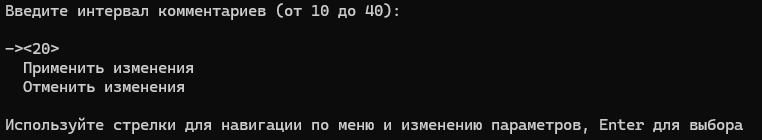 Введите интервал комментариев (от 10 до 40):
-><20>
Применить изменения
Отменить изменения
Используйте стрелки для навигации по меню и изменению параметров, Enter для выбора